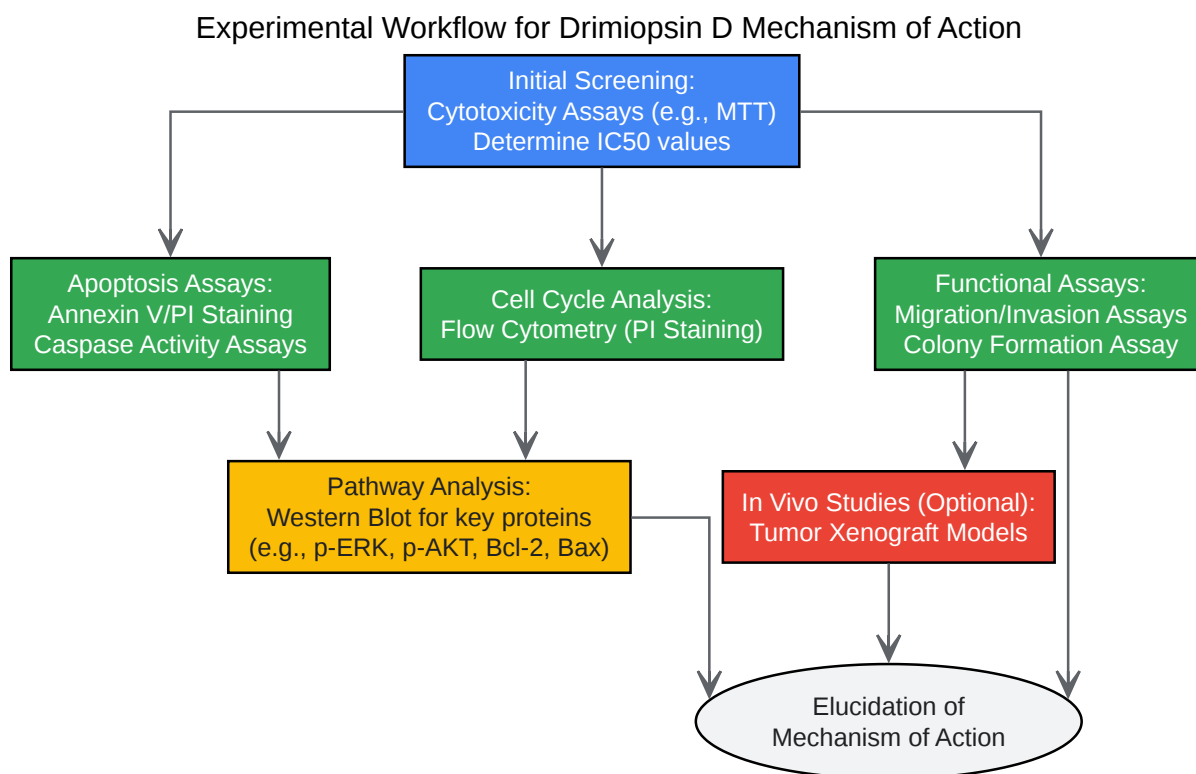 Experimental Workflow for Drimiopsin D Mechanism of Action
Initial Screening:
Cytotoxicity Assays (e.g., MTT)
Determine IC50 values
Apoptosis Assays:
Annexin V/PI Staining
Caspase Activity Assays
Cell Cycle Analysis:
Flow Cytometry (PI Staining)
Functional Assays:
Migration/Invasion Assays
Colony Formation Assay
Pathway Analysis:
Western Blot for key proteins
(e.g., p-ERK, p-AKT, Bcl-2, Bax)
In Vivo Studies (Optional):
Tumor Xenograft Models
Elucidation of
Mechanism of Action